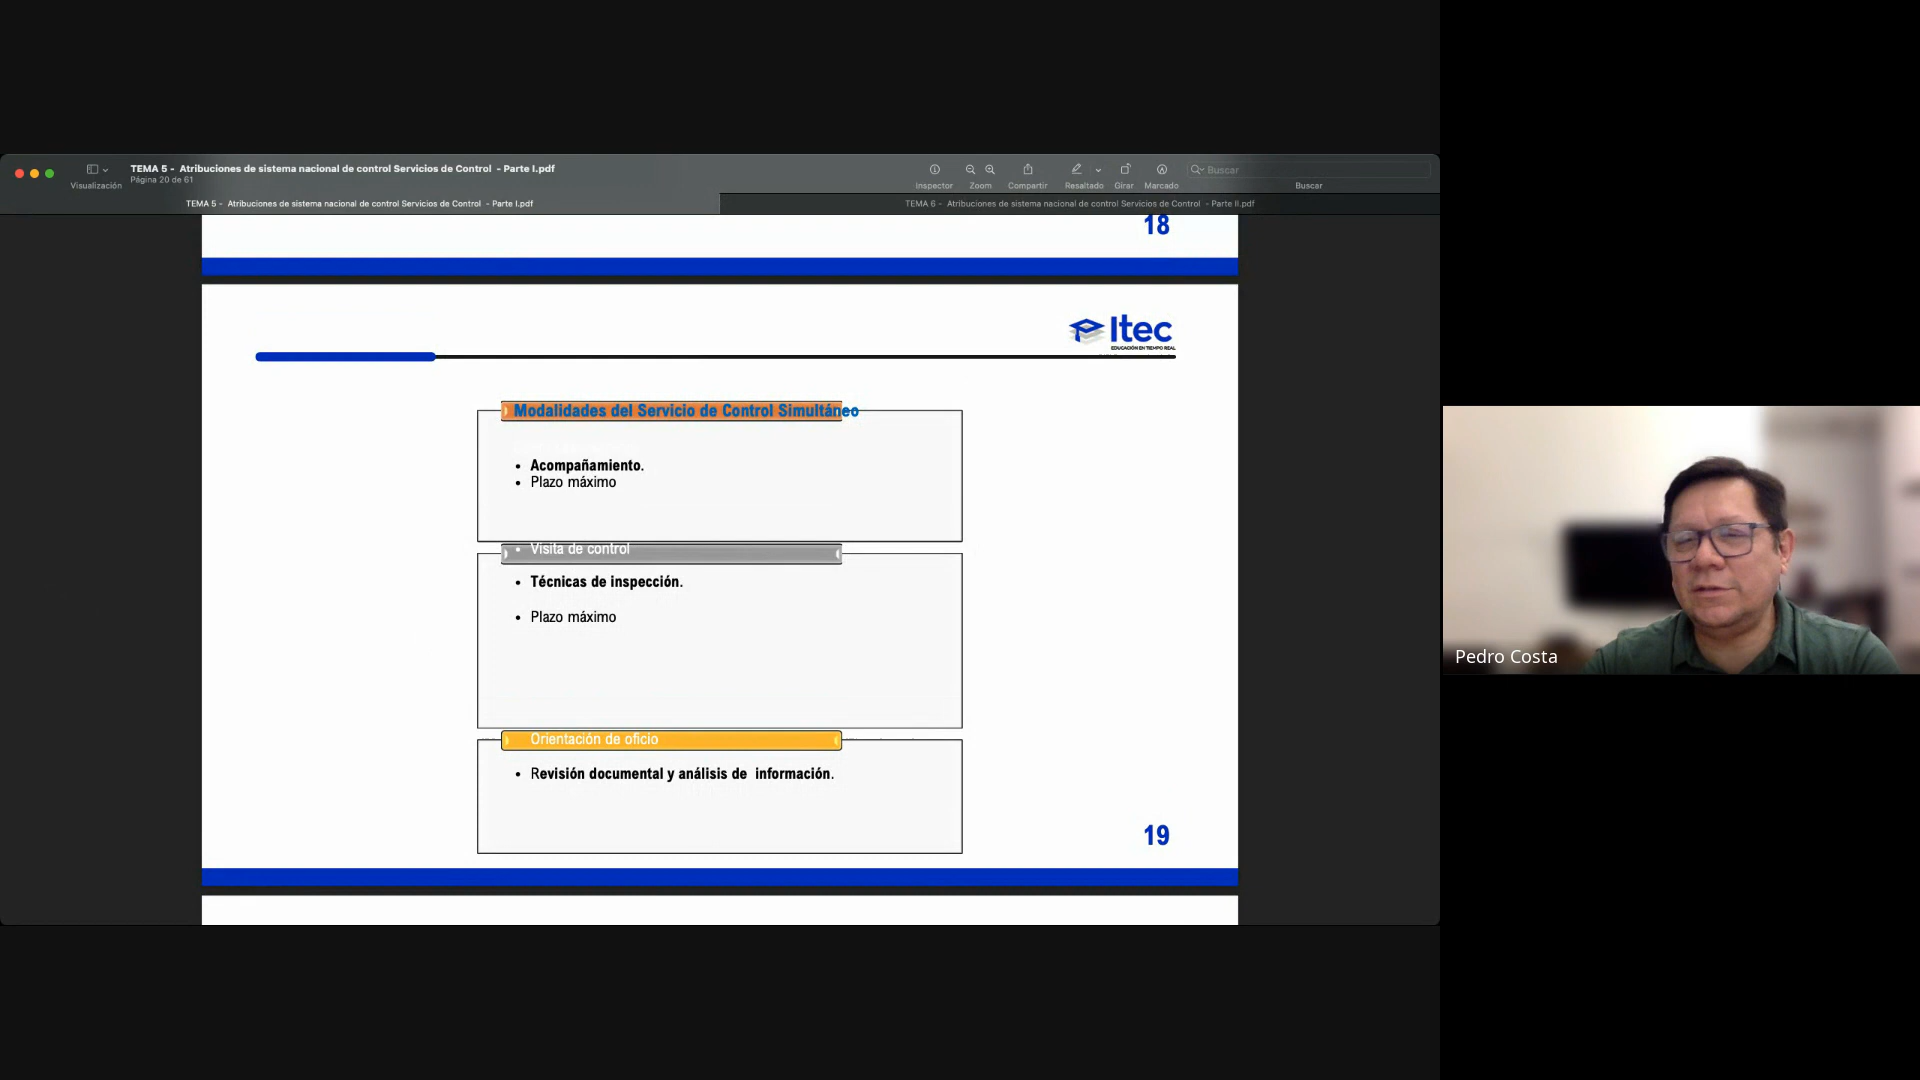 TEMA 5 - Atribuciones de sistema nacional de control Servicios de Control - Parte I.pdf
Página 20 de 61
Visualización
Inspector
Zoom
Compartir
Resaltado
Girar
Marcado
Buscar
Buscar
TEMA 5 - Atribuciones de sistema nacional de control Servicios de Control - Parte I.pdf
TEMA 6 - Atribuciones de sistema nacional de control Servicios de Control - Parte II.pdf
18
Itec
EDUCACIÓN EN TIEMPO REAL
Modalidades del Servicio de Control Simultáneo
• Acompañamiento.
• Plazo máximo
• Visita de control
• Técnicas de inspección.
• Plazo máximo
Orientación de oficio
• Revisión documental y análisis de información.
19
Pedro Costa